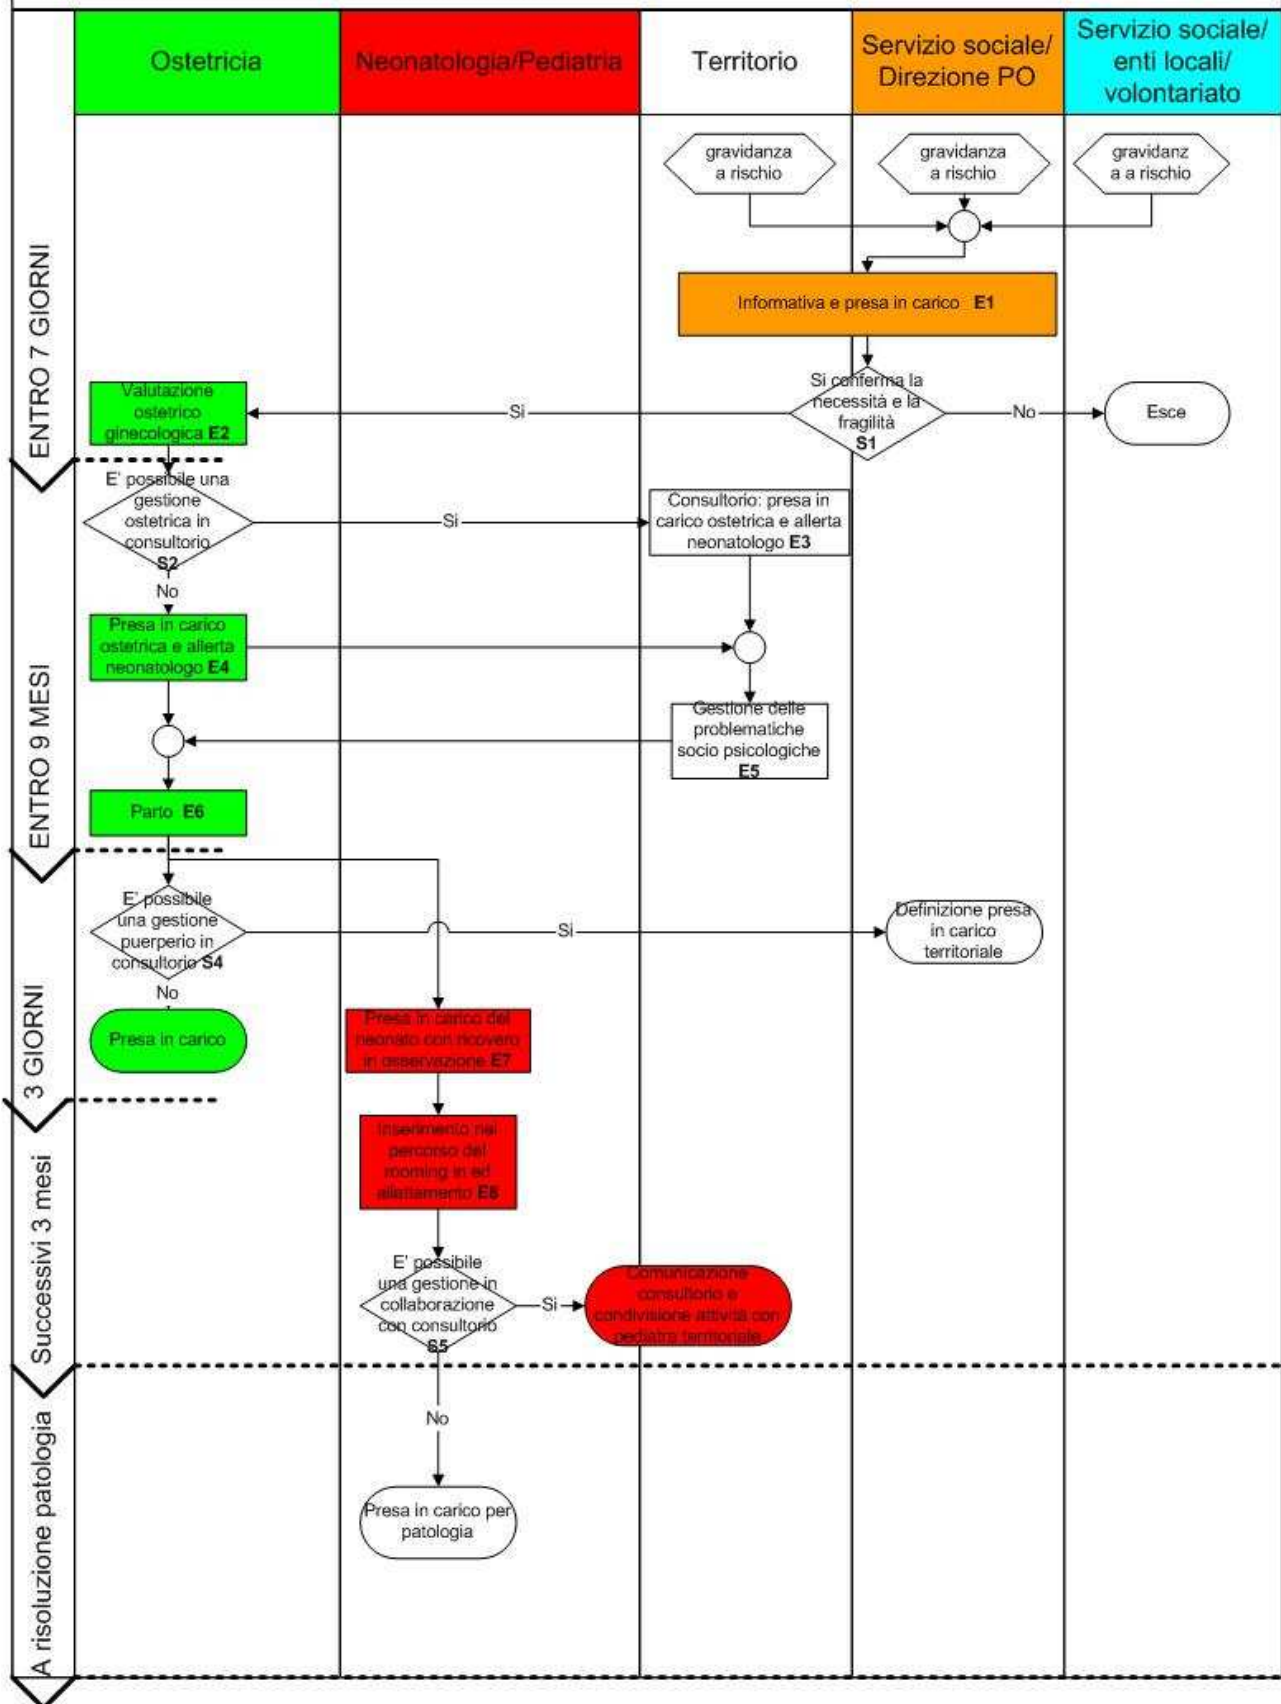 Ostetricia
Neonatologia/Pediatria
Territorio
Servizio sociale/
Direzione PO
Servizio sociale/
enti locali/
volontariato
ENTRO 7 GIORNI
gravidanza
a rischio
gravidanza
a rischio
gravidanz
a a rischio
Informativa e presa in carico E1
Si conferma la
necessità e la
fragilità
S1
Si
No
Esce
Valutazione
ostetrico
ginecologica E2
ENTRO 9 MESI
E' possibile una
gestione
ostetrica in
consultorio
S2
Si
Consultorio: presa in
carico ostetrica e allerta
neonatologo E3
No
Presa in carico
ostetrica e allerta
neonatologo E4
Gestione delle
problematiche
socio psicologiche
E5
Parto E6
3 GIORNI
E' possibile
una gestione
puerperio in
consultorio S4
Si
Definizione presa
in carico
territoriale
No
Presa in carico
Presa in carico del
neonato con ricovero
in osservazione E7
Successivi 3 mesi
Inserimento nel
percorso del
rooming in ed
allattamento E8
E' possibile
una gestione in
collaborazione
con consultorio
S5
Si
Comunicazione
consultorio e
condivisione attività con
pediatra territoriale
A risoluzione patologia
No
Presa in carico per
patologia